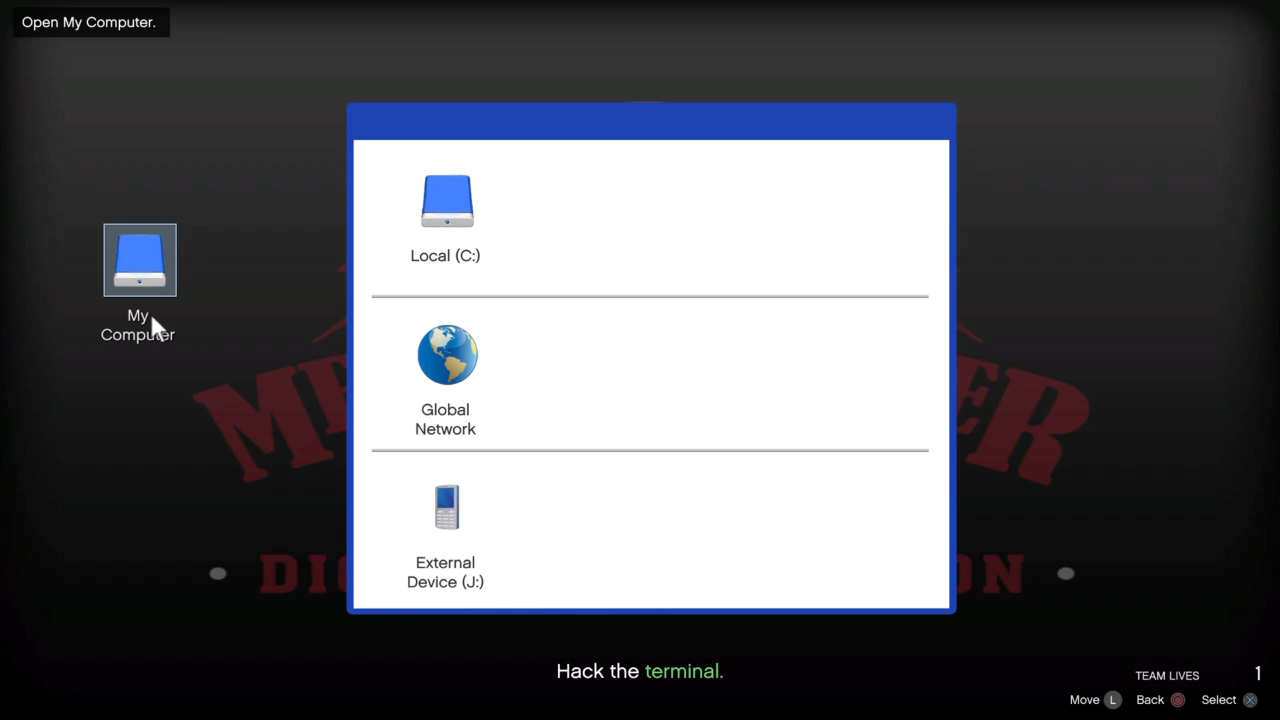 Open My Computer.
Local (C:)
My
Computer
Global
Network
External
Device (J:)
Hack the terminal.
TEAM LIVES 1
Move L Back Select